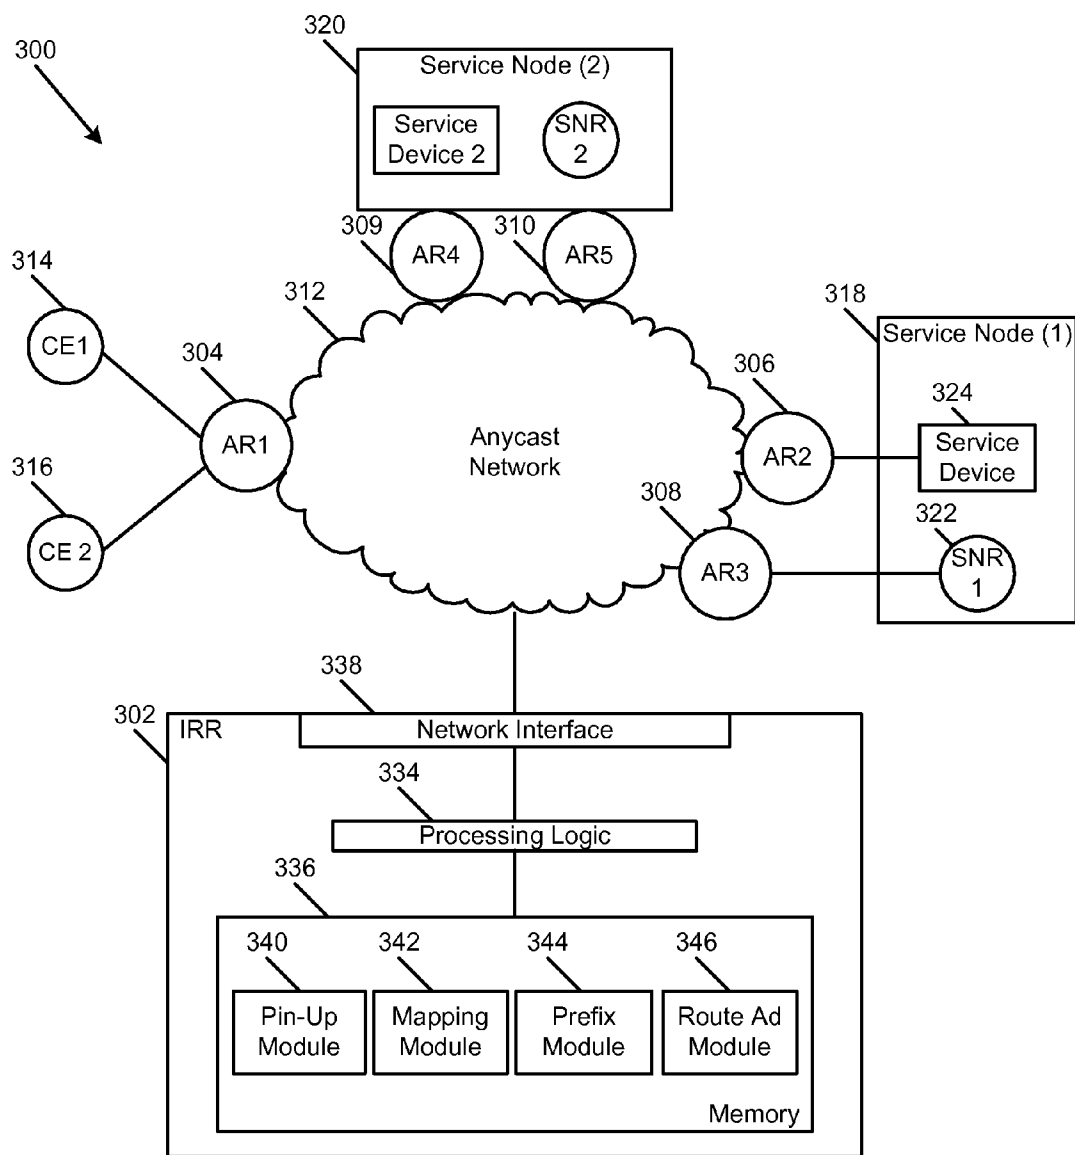 300
320
Service Node (2)
Service
Device 2
SNR
2
309
310
AR4
AR5
314
312
318
CE1
304
306
Service Node (1)
324
AR1
Anycast
Network
AR2
Service
Device
316
308
322
CE 2
AR3
SNR
1
338
302
IRR
Network Interface
334
Processing Logic
336
340
342
344
346
Pin-Up
Module
Mapping
Module
Prefix
Module
Route Ad
Module
Memory